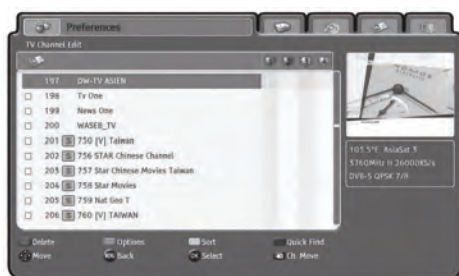 Preferences
TV Channel Edit
197 DW-TV ASIEN
198 Tv One
199 News One
200 WASEB_TV
201 S 750 [V] Taiwan
202 S 756 STAR Chinese Channel
203 S 757 Star Chinese Movies Taiwan
204 S 758 Star Movies
205 S 759 Nat Geo T
206 S 760 [V] TAIWAN
105.5°E AsiaSat 3
3760MHz H 26000KS/s
DVB-S QPSK 7/8
Delete Options Sort Quick Find
Move Back OK Select Ch. Move